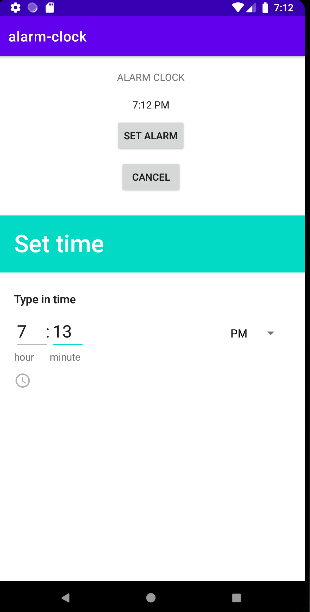 7:12
alarm-clock
ALARM CLOCK
7:12 PM
SET ALARM
CANCEL
Set time
Type in time
7 : 13 PM
hour minute